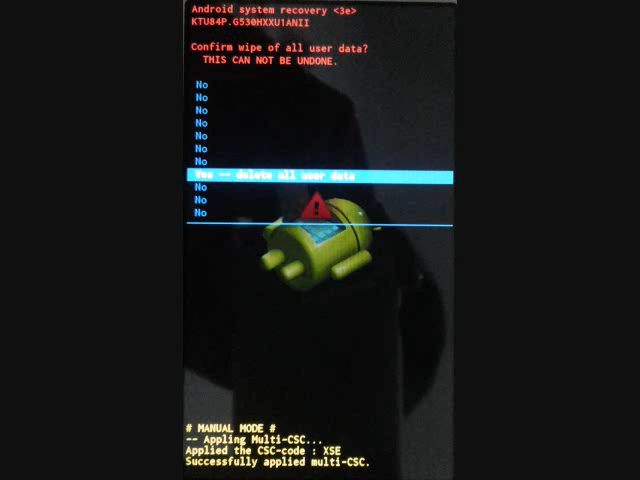 Android system recovery <3e>
KTU84P.G530HXXU1ANII
Confirm wipe of all user data?
THIS CAN NOT BE UNDONE.
No
No
No
No
No
No
No
Yes -- delete all user data
No
No
No
# MANUAL MODE #
-- Appling Multi-CSC...
Applied the CSC-code : XSE
Successfully applied multi-CSC.